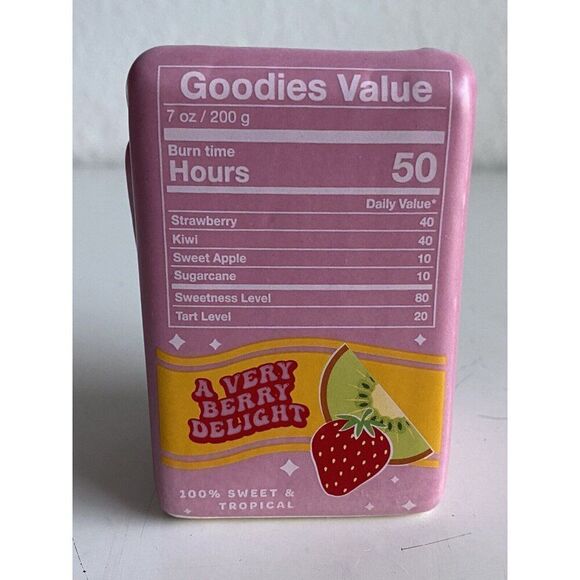 Goodies Value
7 oz / 200 g
Burn time
Hours 50
Daily Value*
Strawberry 40
Kiwi 40
Sweet Apple 10
Sugarcane 10
Sweetness Level 80
Tart Level 20
A VERY
BERRY
DELIGHT
100% SWEET &
TROPICAL